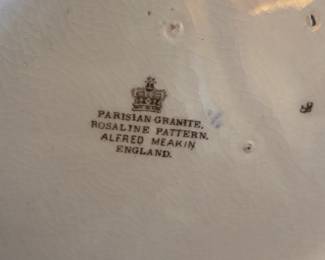 PARISIAN GRANITE.
ROSALINE PATTERN.
ALFRED MEAKIN
ENGLAND.